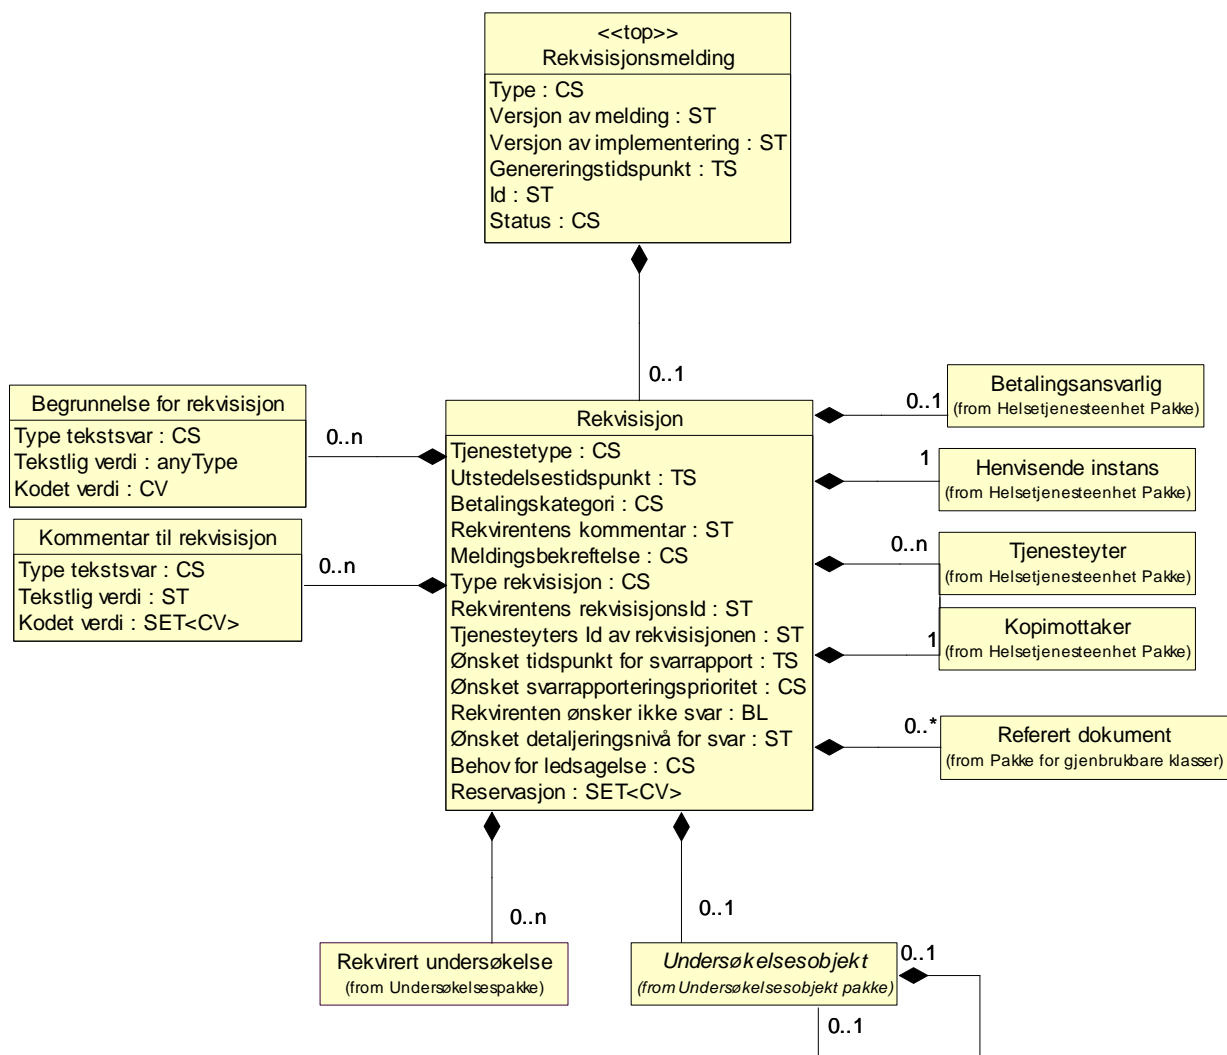 <<top>>
Rekvisisjonsmelding
Type : CS
Versjon av melding : ST
Versjon av implementering : ST
Genereringstidspunkt : TS
Id : ST
Status : CS
0..1
Begrunnelse for rekvisisjon
Type tekstsvar : CS
Tekstlig verdi : anyType
Kodet verdi : CV
0..n
Kommentar til rekvisisjon
Type tekstsvar : CS
Tekstlig verdi : ST
Kodet verdi : SET<CV>
0..n
Rekvisisjon
Tjenestetype : CS
Utstedelsestidspunkt : TS
Betalingskategori : CS
Rekvirentens kommentar : ST
Meldingsbekreftelse : CS
Type rekvisisjon : CS
Rekvirentens rekvisisjonsId : ST
Tjenesteyters Id av rekvisisjonen : ST
Ønsket tidspunkt for svarrapport : TS
Ønsket svarrapporteringsprioritet : CS
Rekvirenten ønsker ikke svar : BL
Ønsket detaljeringsnivå for svar : ST
Behov for ledsagelse : CS
Reservasjon : SET<CV>
0..1
Betalingsansvarlig
(from Helsetjenesteenhet Pakke)
1
Henvisende instans
(from Helsetjenesteenhet Pakke)
0..n
Tjenesteyter
(from Helsetjenesteenhet Pakke)
1
Kopimottaker
(from Helsetjenesteenhet Pakke)
0..*
Referert dokument
(from Pakke for gjenbrukbare klasser)
0..n
Rekvirert undersøkelse
(from Undersøkelsespakke)
0..1
Undersøkelsesobjekt
(from Undersøkelsesobjekt pakke)
0..1
0..1